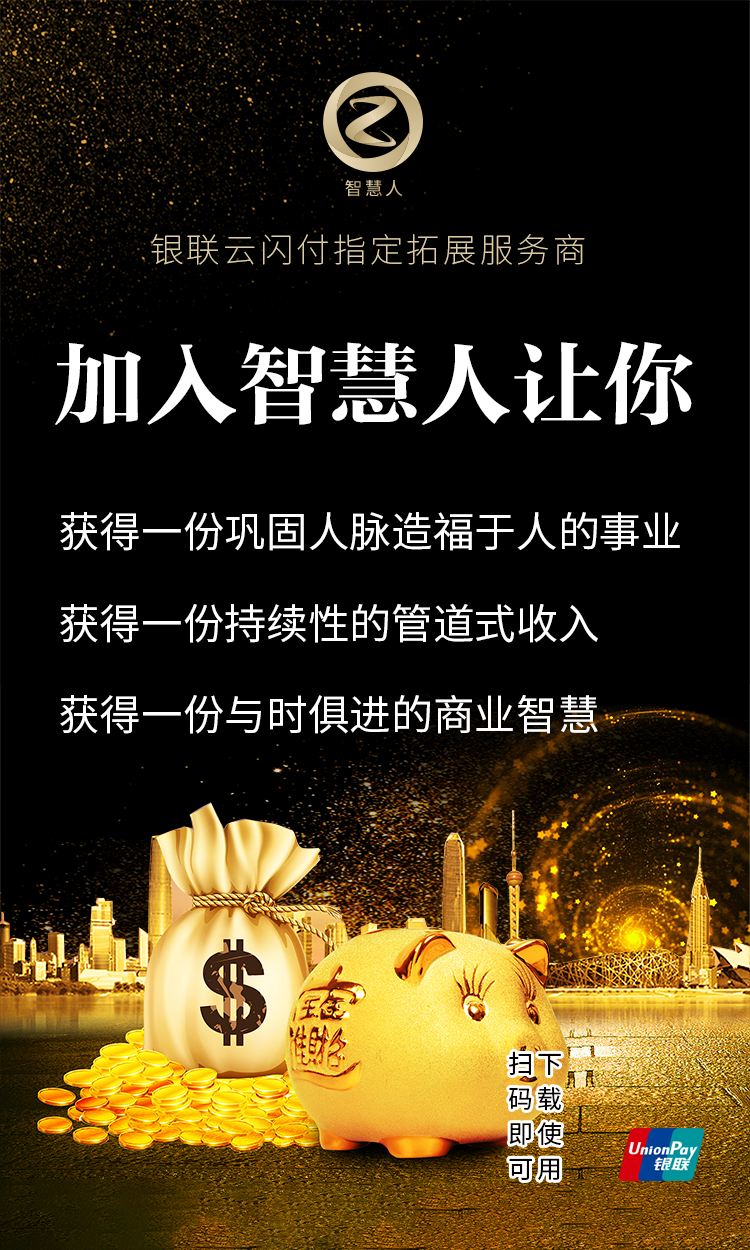 智慧人
银联云闪付指定拓展服务商
加入智慧人让你
获得一份巩固人脉造福于人的事业
获得一份持续性的管道式收入
获得一份与时俱进的商业智慧
$
扫码即可
下载使用
UnionPay
银联